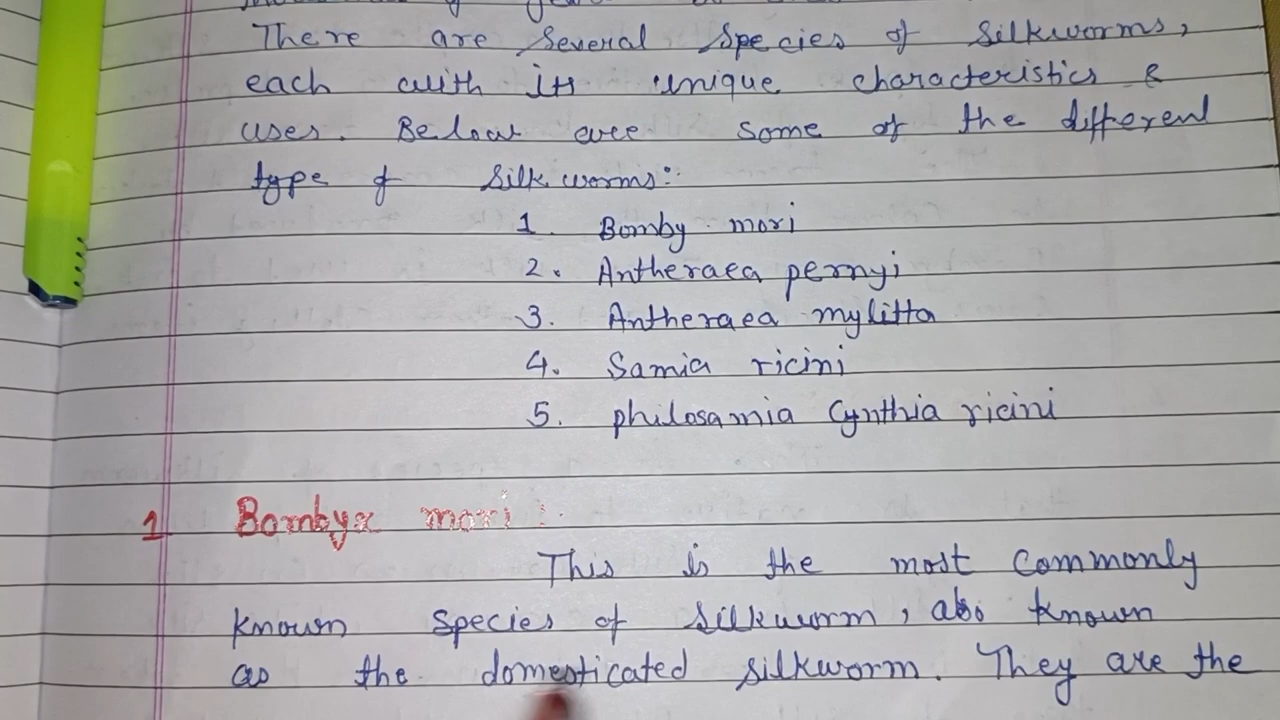 There are several species of silkworms,
each with its unique characteristics &
uses. Below are some of the different
type of silkworms:
1. Bomby mori
2. Antheraea pernyi
3. Antheraea mylitta
4. Samia ricini
5. philosamia Cynthia ricini
1 Bombyx mori :
This is the most commonly
known species of silkworm, also known
as the domesticated silkworm. They are the